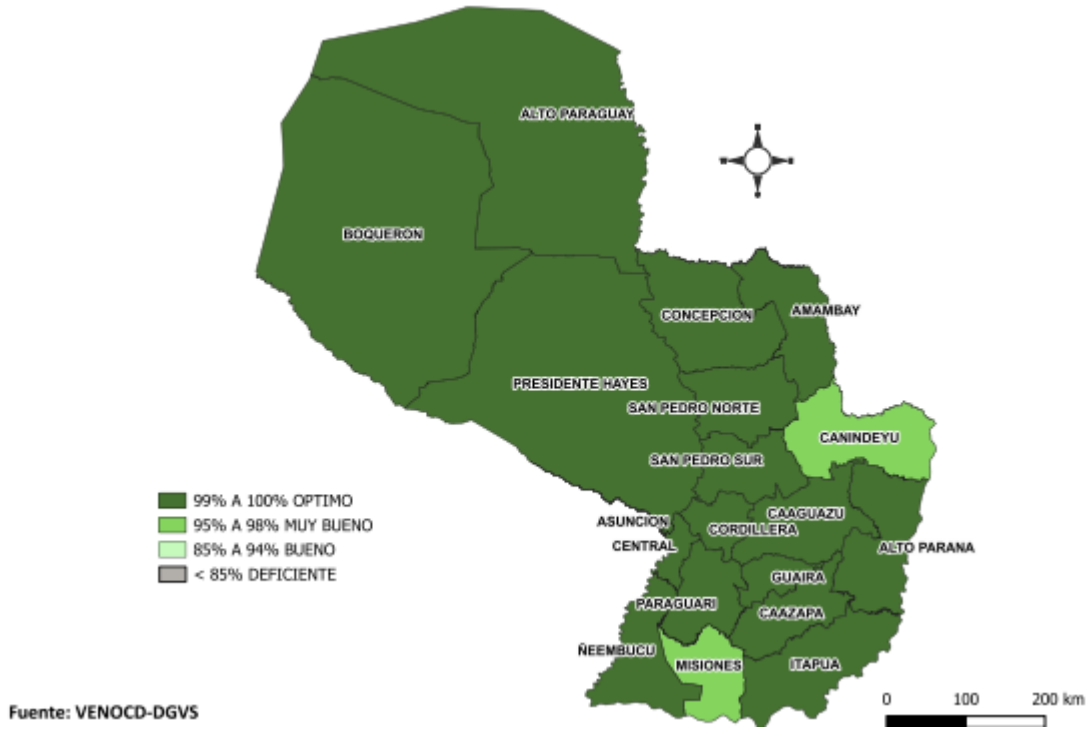 ALTO PARAGUAY
BOQUERON
CONCEPCION
AMAMBAY
PRESIDENTE HAYES
SAN PEDRO NORTE
CANINDEYU
SAN PEDRO SUR
99% A 100% OPTIMO
95% A 98% MUY BUENO
85% A 94% BUENO
< 85% DEFICIENTE
ASUNCION
CAAGUAZU
CORDILLERA
CENTRAL
ALTO PARANA
GUAIRA
PARAGUARI
CAAZAPA
ÑEEMBUCU
MISIONES
ITAPUA
Fuente: VENOCD-DGVS
0 100 200 km